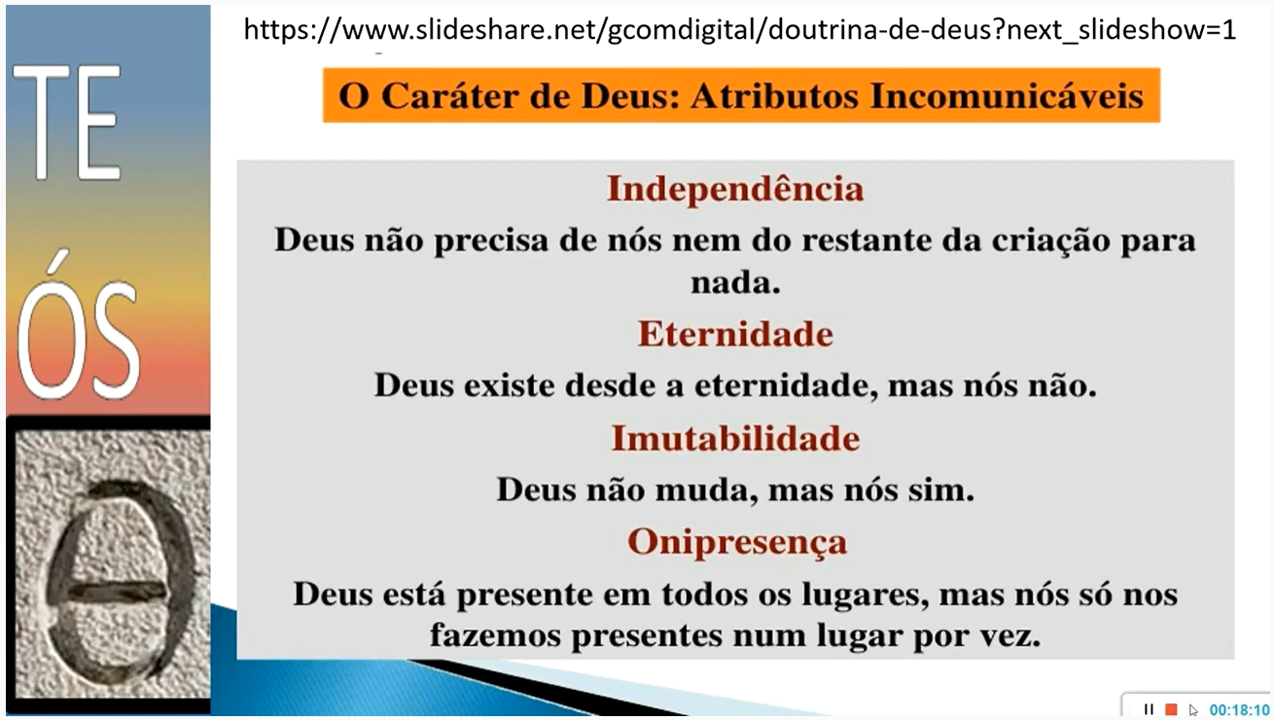 https://www.slideshare.net/gcomdigital/doutrina-de-deus?next_slideshow=1
TE
ÓS
O Caráter de Deus: Atributos Incomunicáveis
Independência
Deus não precisa de nós nem do restante da criação para
nada.
Eternidade
Deus existe desde a eternidade, mas nós não.
Imutabilidade
Deus não muda, mas nós sim.
Onipresença
Deus está presente em todos os lugares, mas nós só nos
fazemos presentes num lugar por vez.
θ
00:18:10